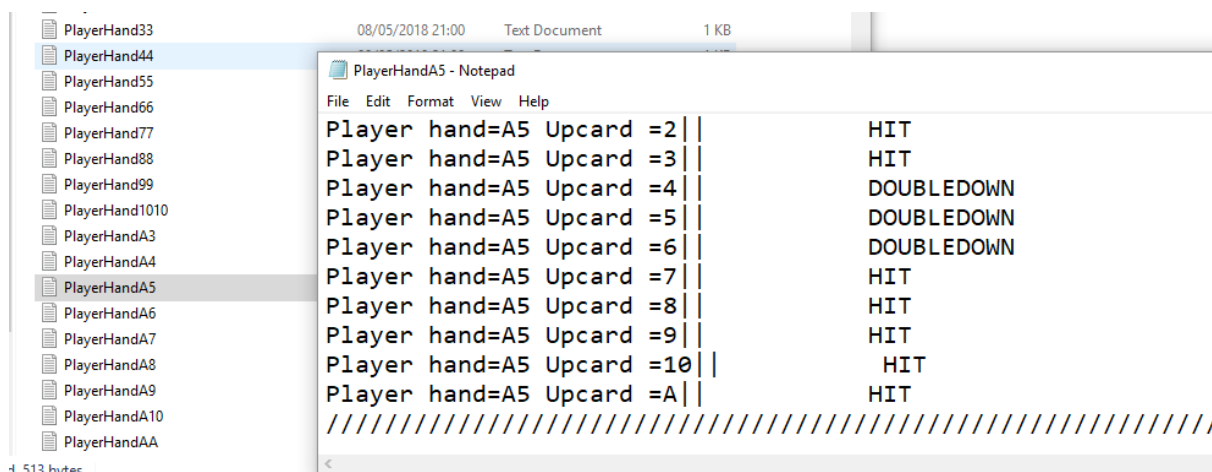 PlayerHand33 08/05/2018 21:00 Text Document 1 KB
PlayerHand44
PlayerHand55
PlayerHand66
PlayerHand77
PlayerHand88
PlayerHand99
PlayerHand1010
PlayerHandA3
PlayerHandA4
PlayerHandA5
PlayerHandA6
PlayerHandA7
PlayerHandA8
PlayerHandA9
PlayerHandA10
PlayerHandAA
513 bytes
PlayerHandA5 - Notepad
File Edit Format View Help
Player hand=A5 Upcard =2|| HIT
Player hand=A5 Upcard =3|| HIT
Player hand=A5 Upcard =4|| DOUBLEDOWN
Player hand=A5 Upcard =5|| DOUBLEDOWN
Player hand=A5 Upcard =6|| DOUBLEDOWN
Player hand=A5 Upcard =7|| HIT
Player hand=A5 Upcard =8|| HIT
Player hand=A5 Upcard =9|| HIT
Player hand=A5 Upcard =10|| HIT
Player hand=A5 Upcard =A|| HIT
/////////////////////////////////////////////////////////////